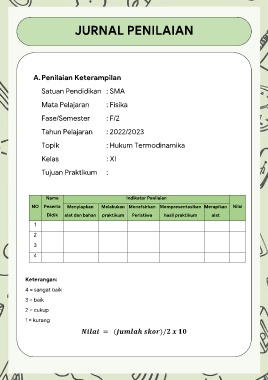 JURNAL PENILAIAN
A. Penilaian Keterampilan
Satuan Pendidikan : SMA
Mata Pelajaran : Fisika
Fase/Semester : F/2
Tahun Pelajaran : 2022/2023
Topik : Hukum Termodinamika
Kelas : XI
Tujuan Praktikum :
NO Nama Peserta Didik Indikator Penilaian Nilai
Menyiapkan alat dan bahan Melakukan praktikum Menafsirkan Peristiwa Mempresentasikan hasil praktikum Merapikan alat
1
2
3
4
Keterangan:
4 = sangat baik
3 = baik
2 = cukup
1 = kurang
Nilai = (jumlah skor)/2 x 10